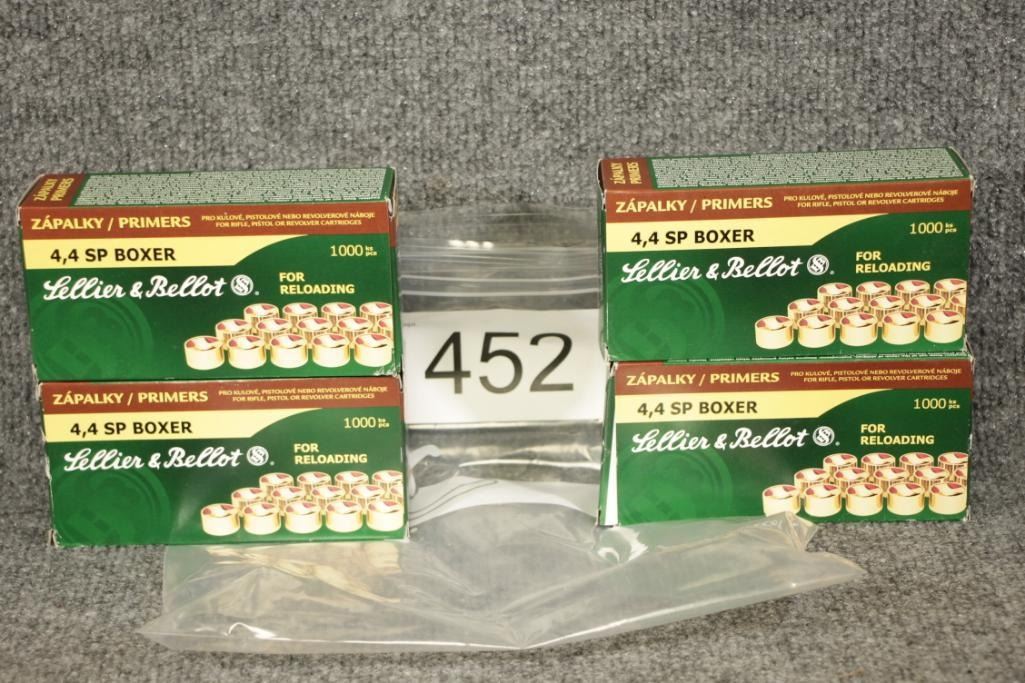 ZÁPALKY PRIMERS
ZÁPALKY / PRIMERS
PRO KULOVÉ, PISTOLOVÉ NEBO REVOLVEROVÉ NÁBOJE
FOR RIFLE, PISTOL OR REVOLVER CARTRIDGES
4,4 SP BOXER
1000 ks pcs
Sellier & Bellot
FOR
RELOADING
ZÁPALKY PRIMERS
ZÁPALKY / PRIMERS
PRO KULOVÉ, PISTOLOVÉ NEBO REVOLVEROVÉ NÁBOJE
FOR RIFLE, PISTOL OR REVOLVER CARTRIDGES
4,4 SP BOXER
1000 ks pcs
Sellier & Bellot
FOR
RELOADING
452
ZÁPALKY / PRIMERS
PRO KULOVÉ, PISTOLOVÉ NEBO REVOLVEROVÉ NÁBOJE
FOR RIFLE, PISTOL OR REVOLVER CARTRIDGES
4,4 SP BOXER
1000 ks pcs
Sellier & Bellot
FOR
RELOADING
ZÁPALKY / PRIMERS
PRO KULOVÉ, PISTOLOVÉ NEBO REVOLVEROVÉ NÁBOJE
FOR RIFLE, PISTOL OR REVOLVER CARTRIDGES
4,4 SP BOXER
1000 ks pcs
Sellier & Bellot
FOR
RELOADING